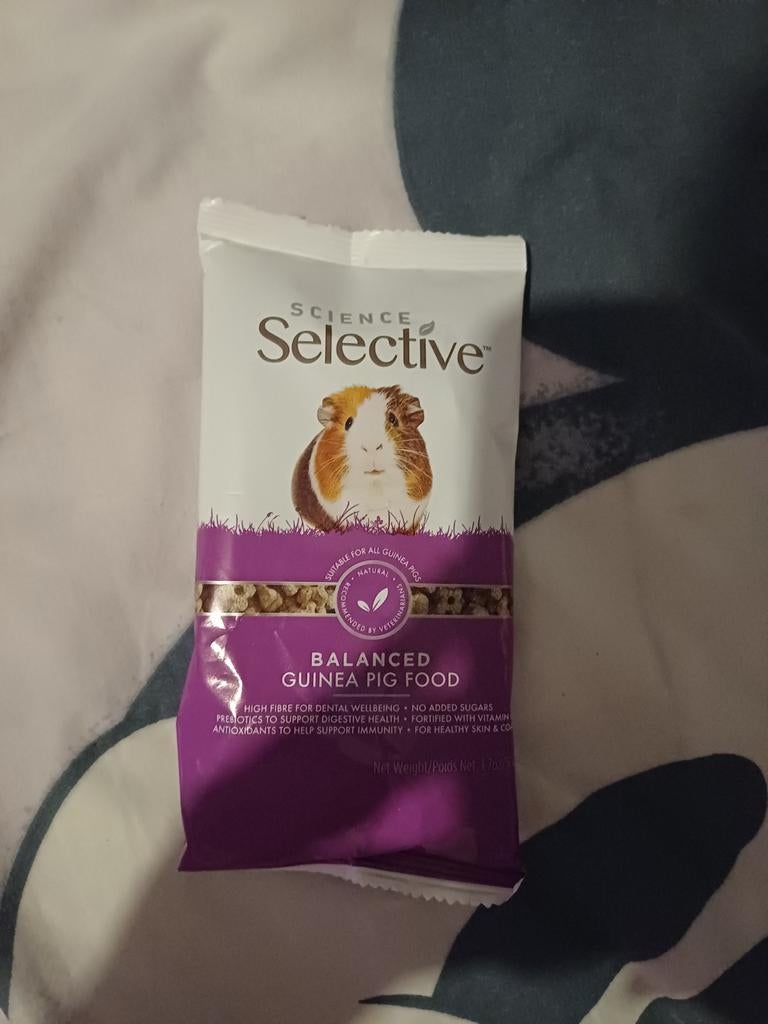 SCIENCE
Selective™
SUITABLE FOR ALL GUINEA PIGS
• NATURAL •
RECOMMENDED BY VETERINARIANS
BALANCED
GUINEA PIG FOOD
HIGH FIBRE FOR DENTAL WELLBEING • NO ADDED SUGARS
PREBIOTICS TO SUPPORT DIGESTIVE HEALTH • FORTIFIED WITH VITAMIN
ANTIOXIDANTS TO HELP SUPPORT IMMUNITY • FOR HEALTHY SKIN &
Net Weight/Poids Net